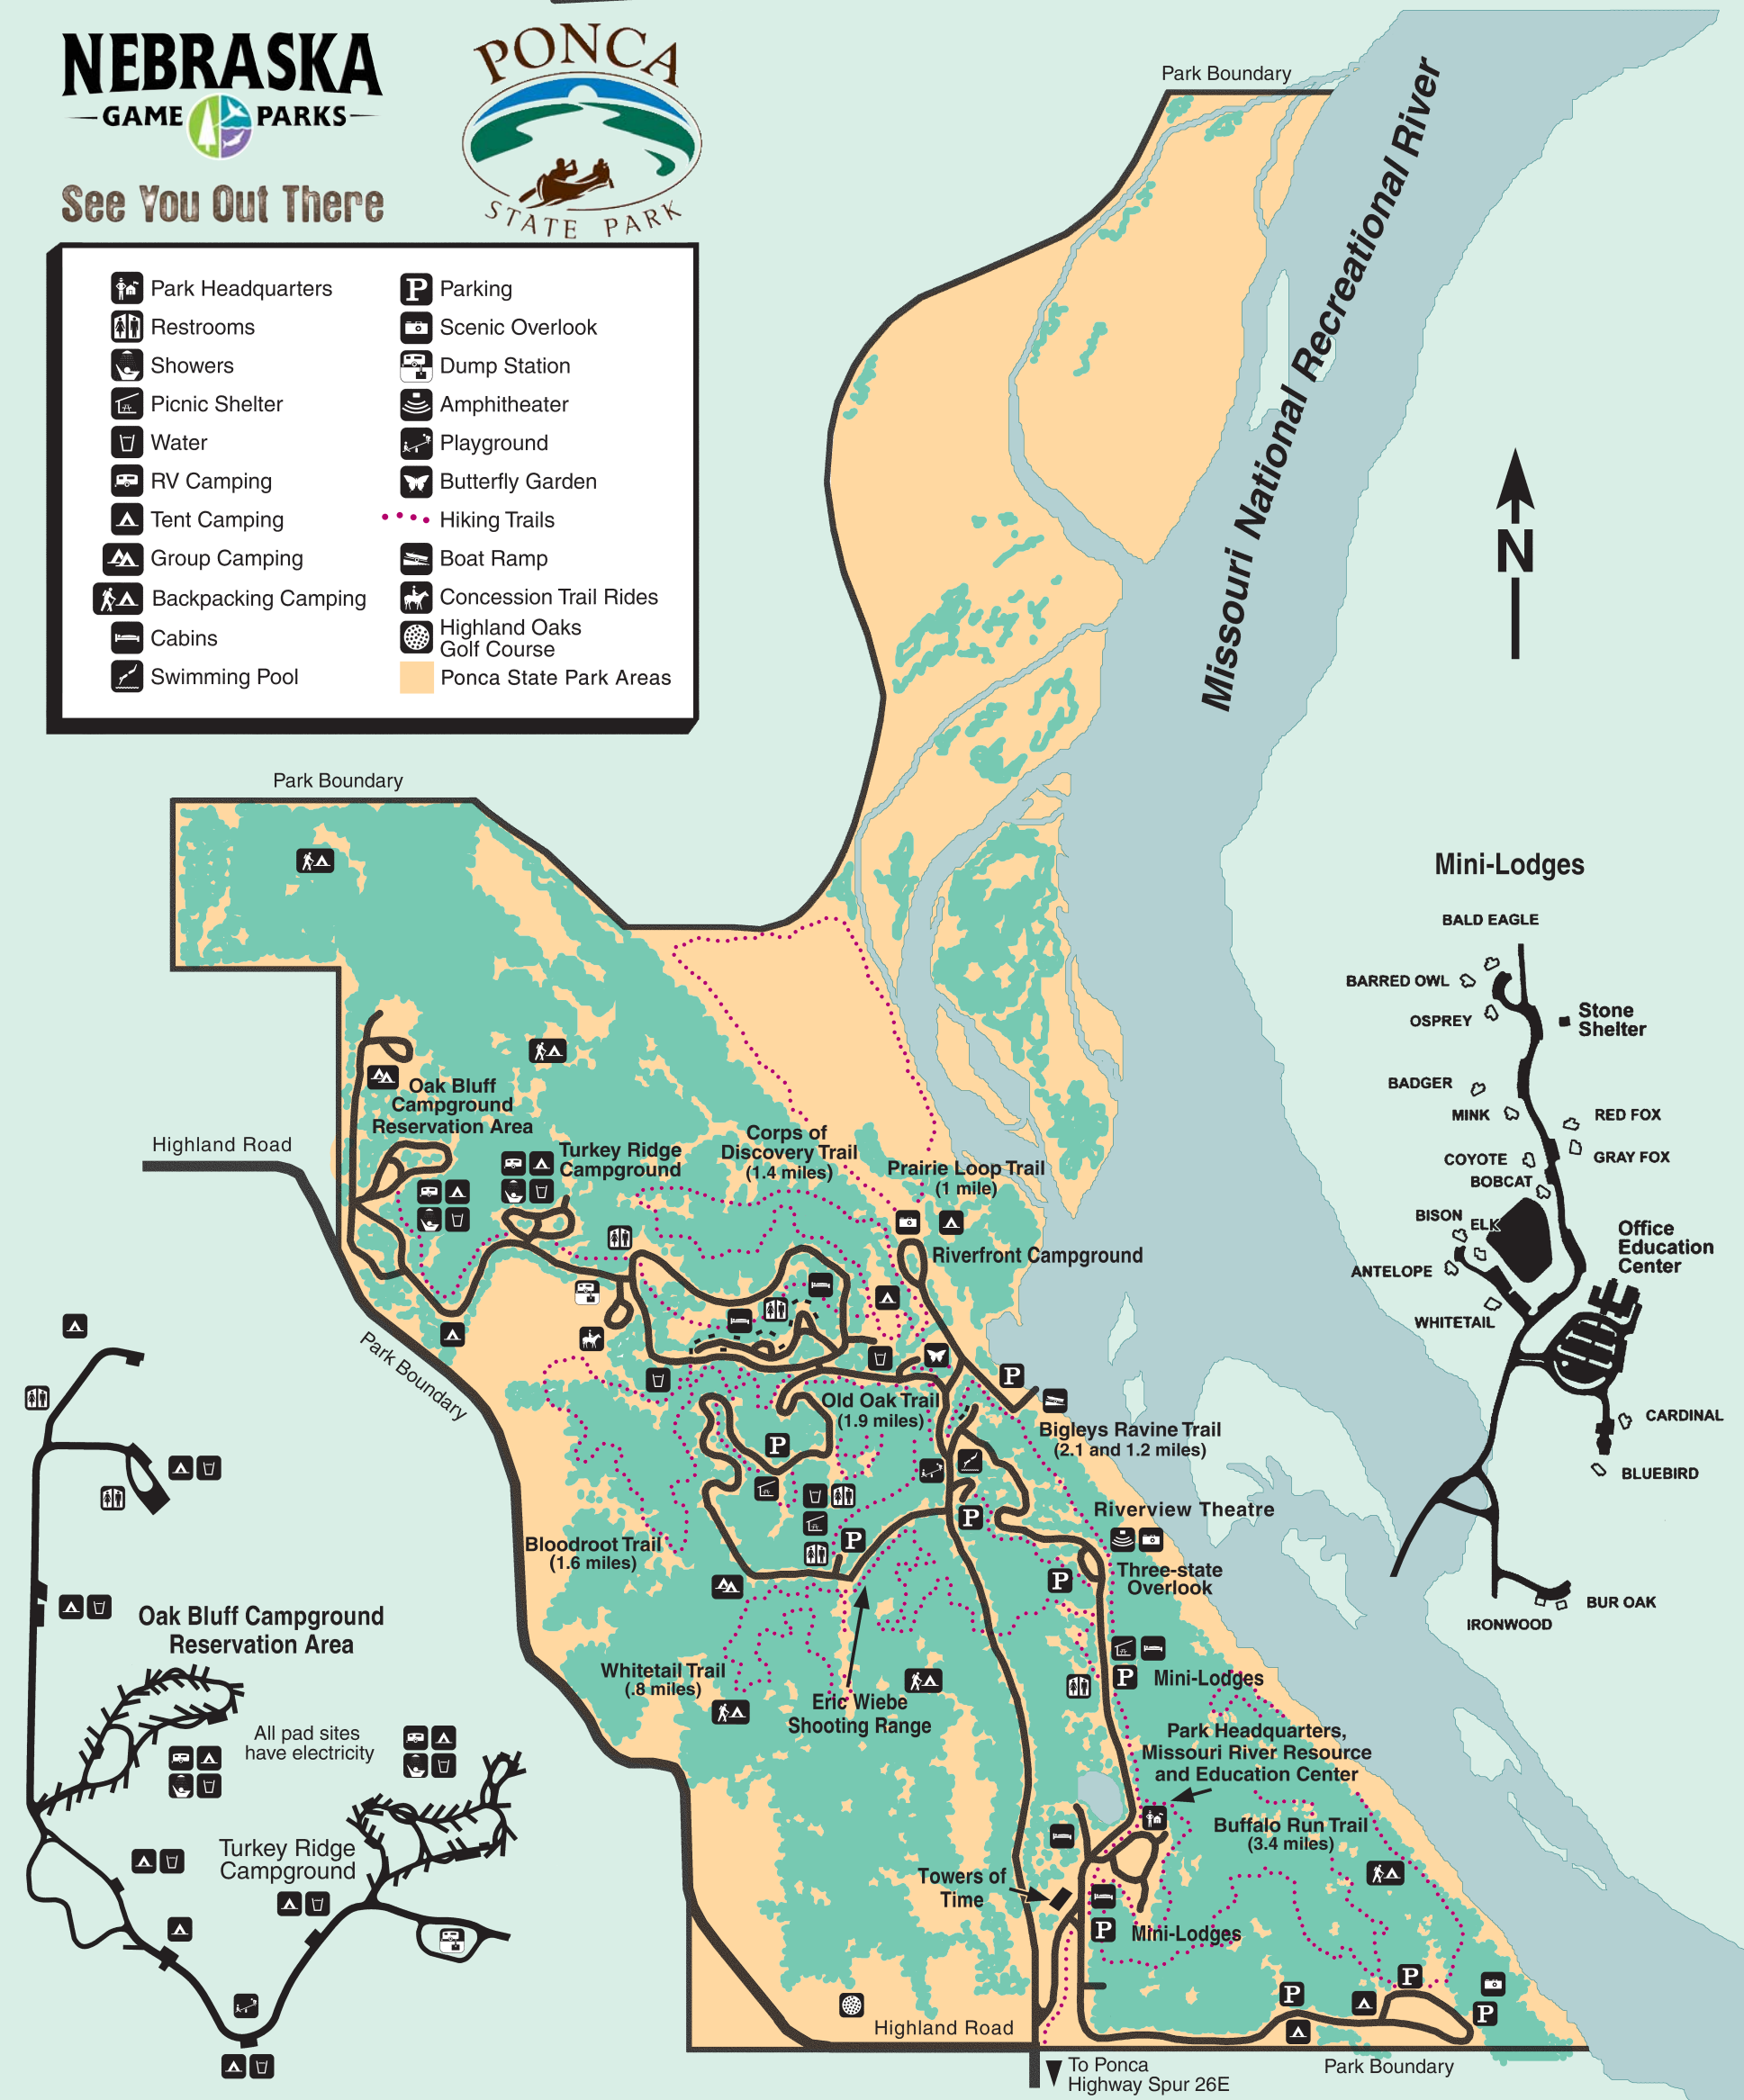 NEBRASKA
GAME PARKS
See You Out There
PONCA
STATE PARK
Park Headquarters
Restrooms
Showers
Picnic Shelter
Water
RV Camping
Tent Camping
Group Camping
Backpacking Camping
Cabins
Swimming Pool
P Parking
Scenic Overlook
Dump Station
Amphitheater
Playground
Butterfly Garden
Hiking Trails
Boat Ramp
Concession Trail Rides
Highland Oaks
Golf Course
Ponca State Park Areas
Park Boundary
Missouri National Recreational River
N
Park Boundary
Highland Road
Oak Bluff
Campground
Reservation Area
Turkey Ridge
Campground
Corps of
Discovery Trail
(1.4 miles)
Prairie Loop Trail
(1 mile)
Riverfront Campground
Park Boundary
P
Old Oak Trail
(1.9 miles)
Bigleys Ravine Trail
(2.1 and 1.2 miles)
P
Riverview Theatre
P
Three-state
Overlook
P
P
Bloodroot Trail
(1.6 miles)
Whitetail Trail
(.8 miles)
Eric Wiebe
Shooting Range
P
Mini-Lodges
Park Headquarters,
Missouri River Resource
and Education Center
Buffalo Run Trail
(3.4 miles)
Towers of
Time
P
Mini-Lodges
P
P
P
Highland Road
To Ponca
Highway Spur 26E
Park Boundary
Mini-Lodges
BALD EAGLE
BARRED OWL
OSPREY
Stone
Shelter
BADGER
MINK
RED FOX
COYOTE
GRAY FOX
BOBCAT
BISON
ELK
Office
Education
Center
ANTELOPE
WHITETAIL
CARDINAL
BLUEBIRD
BUR OAK
IRONWOOD
Oak Bluff Campground
Reservation Area
All pad sites
have electricity
Turkey Ridge
Campground